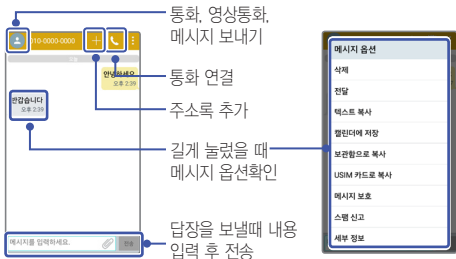 통화, 영상통화,
메시지 보내기
010-0000-0000
통화 연결
안녕하세요
오후 2:39
주소록 추가
반갑습니다
오후 2:39
길게 눌렀을 때
메시지 옵션확인
답장을 보낼때 내용
입력 후 전송
메시지를 입력하세요.
전송
메시지 옵션
삭제
전달
텍스트 복사
캘린더에 저장
보관함으로 복사
USIM 카드로 복사
메시지 보호
스팸 신고
세부 정보